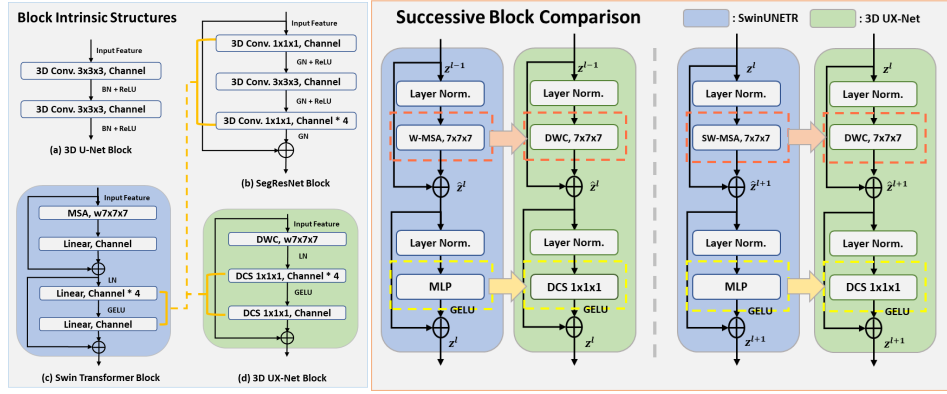 Block Intrinsic Structures
Input Feature
3D Conv. 3x3x3, Channel
BN + ReLU
3D Conv. 3x3x3, Channel
BN + ReLU
(a) 3D U-Net Block
Input Feature
3D Conv. 1x1x1, Channel
GN + ReLU
3D Conv. 3x3x3, Channel
GN + ReLU
3D Conv. 1x1x1, Channel * 4
GN
(b) SegResNet Block
Input Feature
MSA, w7x7x7
Linear, Channel
LN
Linear, Channel * 4
GELU
Linear, Channel
(c) Swin Transformer Block
Input Feature
DWC, w7x7x7
LN
DCS 1x1x1, Channel * 4
GELU
DCS 1x1x1, Channel
(d) 3D UX-Net Block
Successive Block Comparison
: SwinUNETR
: 3D UX-Net
z^{l-1}
Layer Norm.
W-MSA, 7x7x7
ẑ^l
Layer Norm.
MLP
GELU
z^l
z^{l-1}
Layer Norm.
DWC, 7x7x7
ẑ^l
Layer Norm.
DCS 1x1x1
GELU
z^l
z^l
Layer Norm.
SW-MSA, 7x7x7
ẑ^{l+1}
Layer Norm.
MLP
GELU
z^{l+1}
z^l
Layer Norm.
DWC, 7x7x7
ẑ^{l+1}
Layer Norm.
DCS 1x1x1
GELU
z^{l+1}